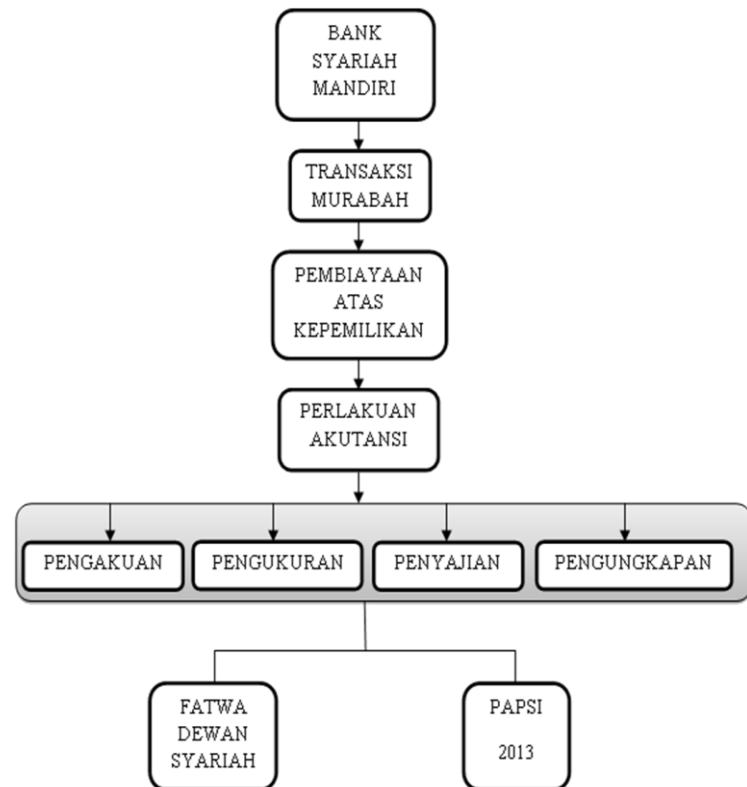 BANK
SYARIAH
MANDIRI
TRANSAKSI
MURABAH
PEMBIAYAAN
ATAS
KEPEMILIKAN
PERLAKUAN
AKUTANSI
PENGAKUAN
PENGUKURAN
PENYAJIAN
PENGUNGKAPAN
FATWA
DEWAN
SYARIAH
PAPSI
2013